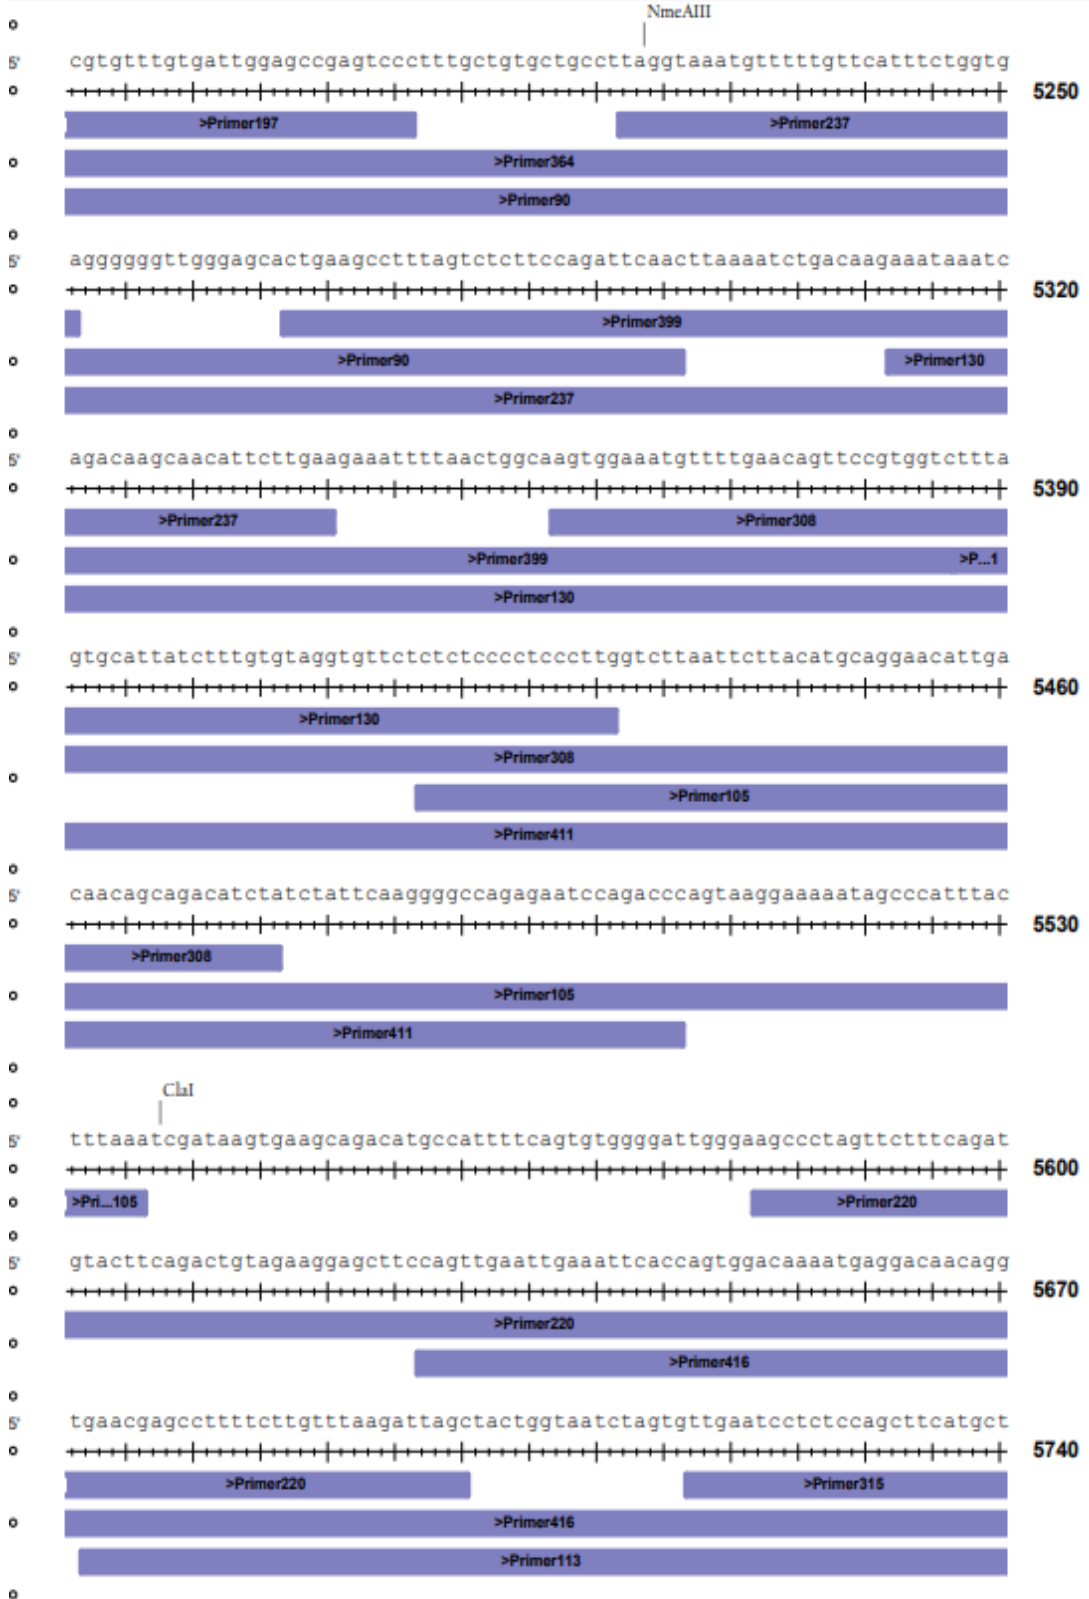 NmeAIII
5' cgtgtttgtgattggagccgagtccctttgctgtgctgccttaggtaaatgtttttgttcatttctggtg
5250
>Primer197 >Primer237
>Primer364
>Primer90
5' aggggggttgggagcactgaagcctttagtctcttccagattcaacttaaaatctgacaagaaataaatc
5320
>Primer399
>Primer90 >Primer130
>Primer237
5' agacaagcaacattcttgaagaaattttaactggcaagtggaaatgttttgaacagttccgtggtcttta
5390
>Primer237 >Primer308
>Primer399 >P...1
>Primer130
5' gtgcattatctttgtgtaggtgttctctctcccctcccttggtcttaattcttacatgcaggaacattga
5460
>Primer130
>Primer308
>Primer105
>Primer411
5' caacagcagacatctatctattcaaggggccagagaatccagacccagtaaggaaaaatagcccatttac
5530
>Primer308
>Primer105
>Primer411
ClaI
5' tttaaatcgataagtgaagcagacatgccattttcagtgtggggattgggaagccctagttctttcagat
5600
>Pri...105 >Primer220
5' gtacttcagactgtagaaggagcttccagttgaattgaaattcaccagtggacaaaatgaggacaacagg
5670
>Primer220
>Primer416
5' tgaacgagccttttcttgtttaagattagctactggtaatctagtgttgaatcctctccagcttcatgct
5740
>Primer220 >Primer315
>Primer416
>Primer113